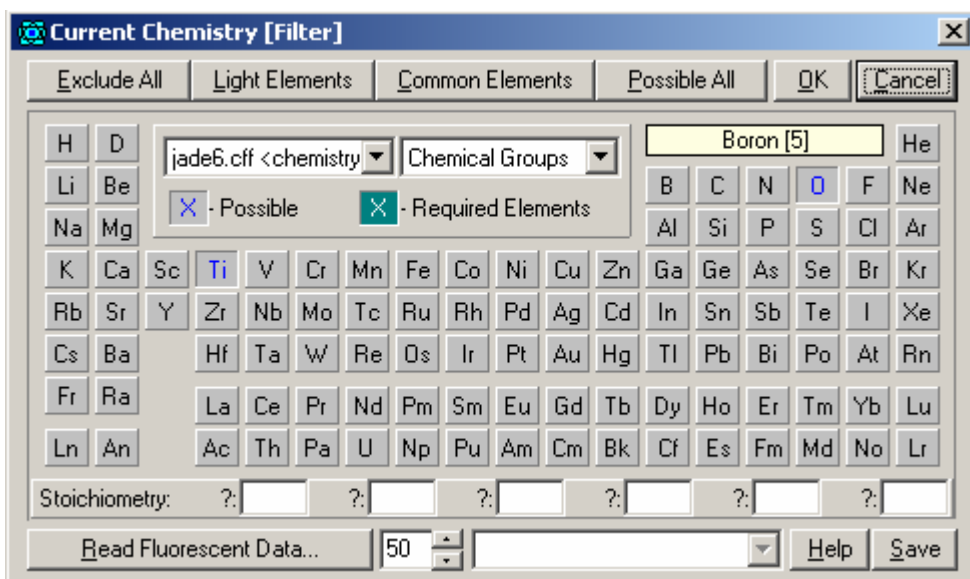 Current Chemistry [Filter]
Exclude All Light Elements Common Elements Possible All OK Cancel
H D jade6.cff <chemistry Chemical Groups Boron [5] He
Li Be X - Possible X - Required Elements B C N O F Ne
Na Mg Al Si P S Cl Ar
K Ca Sc Ti V Cr Mn Fe Co Ni Cu Zn Ga Ge As Se Br Kr
Rb Sr Y Zr Nb Mo Tc Ru Rh Pd Ag Cd In Sn Sb Te I Xe
Cs Ba Hf Ta W Re Os Ir Pt Au Hg Tl Pb Bi Po At Rn
Fr Ra
La Ce Pr Nd Pm Sm Eu Gd Tb Dy Ho Er Tm Yb Lu
Ln An Ac Th Pa U Np Pu Am Cm Bk Cf Es Fm Md No Lr
Stoichiometry: ?: ?: ?: ?: ?: ?:
Read Fluorescent Data... 50 Help Save